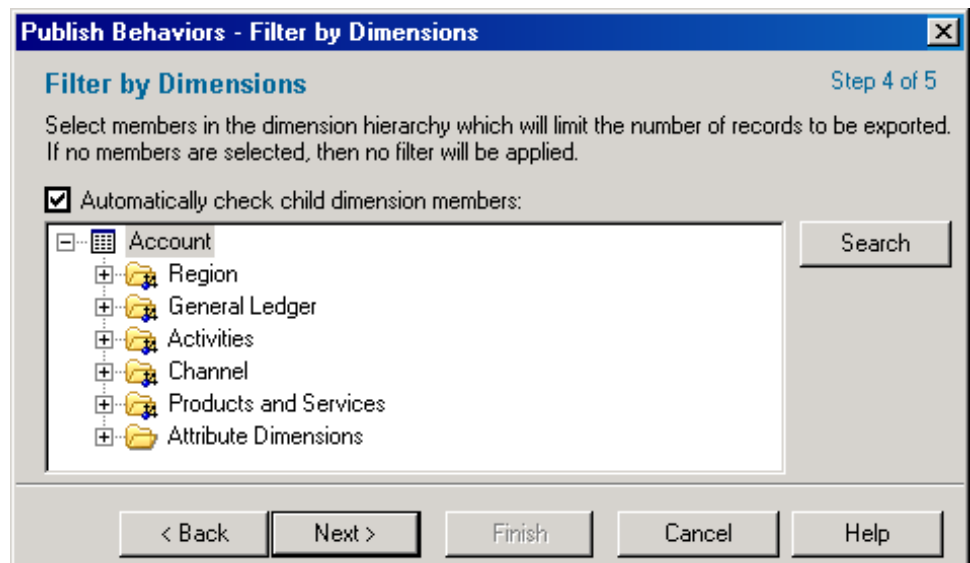 Publish Behaviors - Filter by Dimensions
Filter by Dimensions
Step 4 of 5
Select members in the dimension hierarchy which will limit the number of records to be exported.
If no members are selected, then no filter will be applied.
Automatically check child dimension members:
Account
Search
Region
General Ledger
Activities
Channel
Products and Services
Attribute Dimensions
< Back
Next >
Finish
Cancel
Help